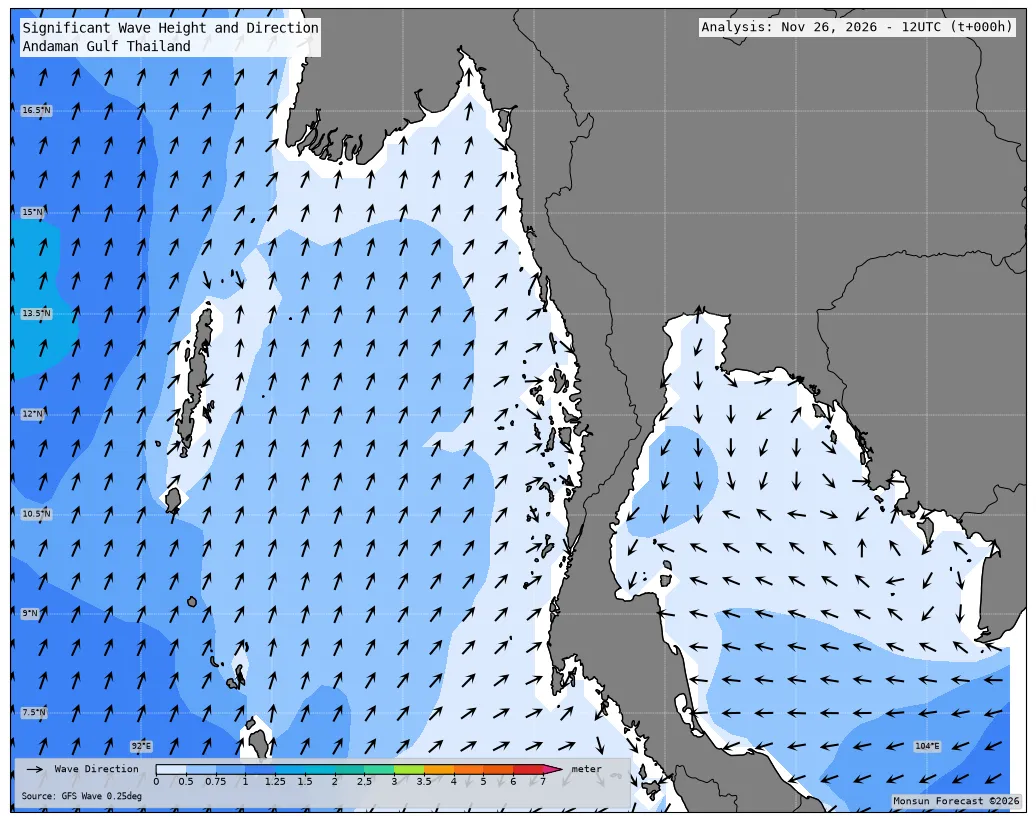 Significant Wave Height and Direction
Andaman Gulf Thailand
Analysis: Nov 26, 2026 - 12UTC (t+000h)
16.5°N
15°N
13.5°N
12°N
10.5°N
9°N
7.5°N
92°E
104°E
Wave Direction
0.5 0.75 1 1.25 1.5 2 2.5 3 3.5 4 5 6 7
meter
Source: GFS Wave 0.25deg
Monsun Forecast ©2026